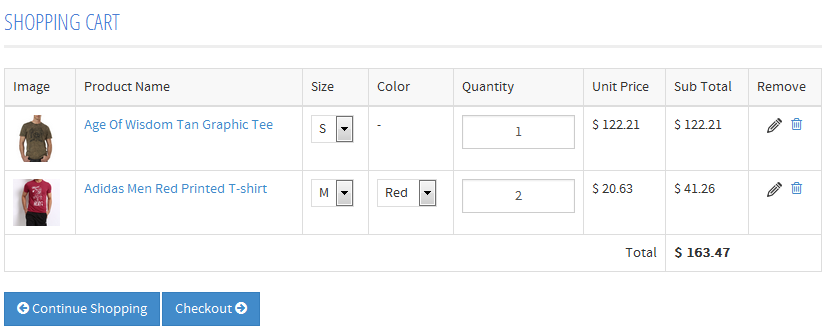 SHOPPING CART
Image Product Name Size Color Quantity Unit Price Sub Total Remove
Age Of Wisdom Tan Graphic Tee S - 1 $ 122.21 $ 122.21
Adidas Men Red Printed T-shirt M Red 2 $ 20.63 $ 41.26
Total $ 163.47
Continue Shopping Checkout